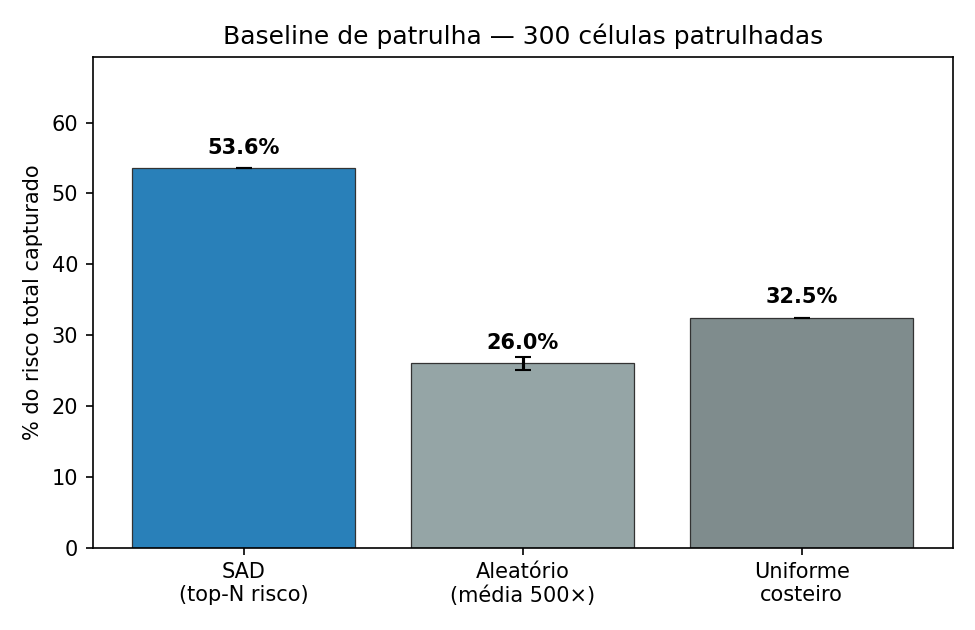 Baseline de patrulha — 300 células patrulhadas
% do risco total capturado
60
50
40
30
20
10
0
53.6%
26.0%
32.5%
SAD
(top-N risco)
Aleatório
(média 500×)
Uniforme
costeiro